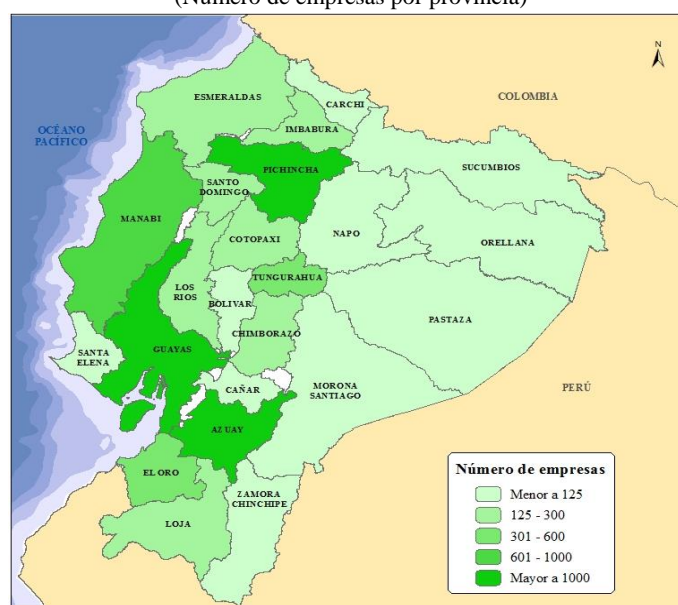 (Número de empresas por provincia)
N
ESMERALDAS
CARCHI
COLOMBIA
IMBABURA
OCÉANO
PACÍFICO
PICHINCHA
SUCUMBIOS
SANTO
DOMINGO
MANABI
COTOPAXI
NAPO
ORELLANA
TUNGURAHUA
LOS
RIOS
BOLIVAR
PASTAZA
CHIMBORAZO
GUAYAS
SANTA
ELENA
CAÑAR
MORONA
SANTIAGO
PERÚ
AZUAY
EL ORO
ZAMORA
CHINCHIPE
LOJA
Número de empresas
Menor a 125
125 - 300
301 - 600
601 - 1000
Mayor a 1000